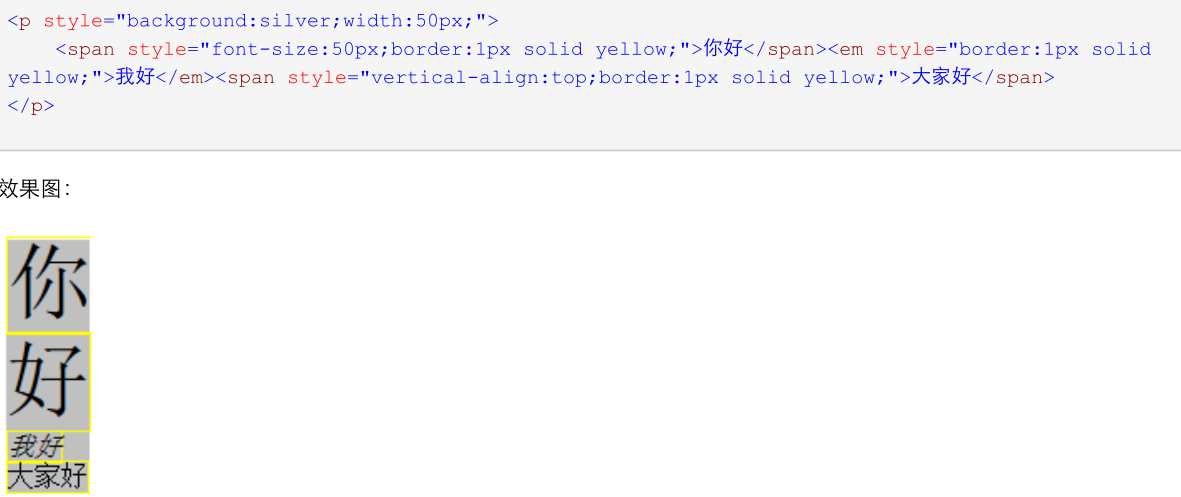 <p style="background:silver;width:50px;">
    <span style="font-size:50px;border:1px solid yellow;">你好</span><em style="border:1px solid
yellow;">我好</em><span style="vertical-align:top;border:1px solid yellow;">大家好</span>
</p>
效果图：
你
好
我好
大家好